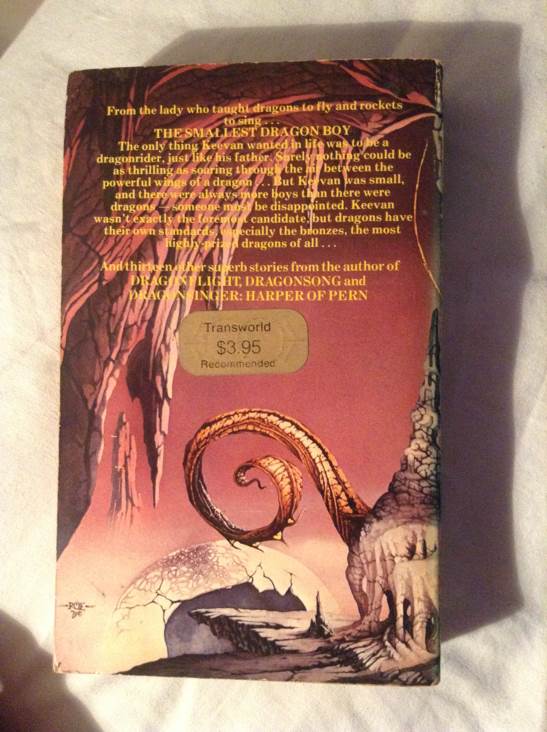 From the lady who taught dragons to fly and rockets
to sing . . .
THE SMALLEST DRAGON BOY
The only thing Keevan wanted in life was to be a
dragonrider, just like his father. Surely nothing could be
as thrilling as soaring through the air between the
powerful wings of a dragon . . . But Keevan was small,
and there were always more boys than there were
dragons — someone must be disappointed. Keevan
wasn't exactly the foremost candidate, but dragons have
their own standards, especially the bronzes, the most
highly-prized dragons of all . . .
And thirteen other superb stories from the author of
DRAGONFLIGHT, DRAGONSONG and
DRAGONSINGER: HARPER OF PERN
Transworld
$3.95
Recommended